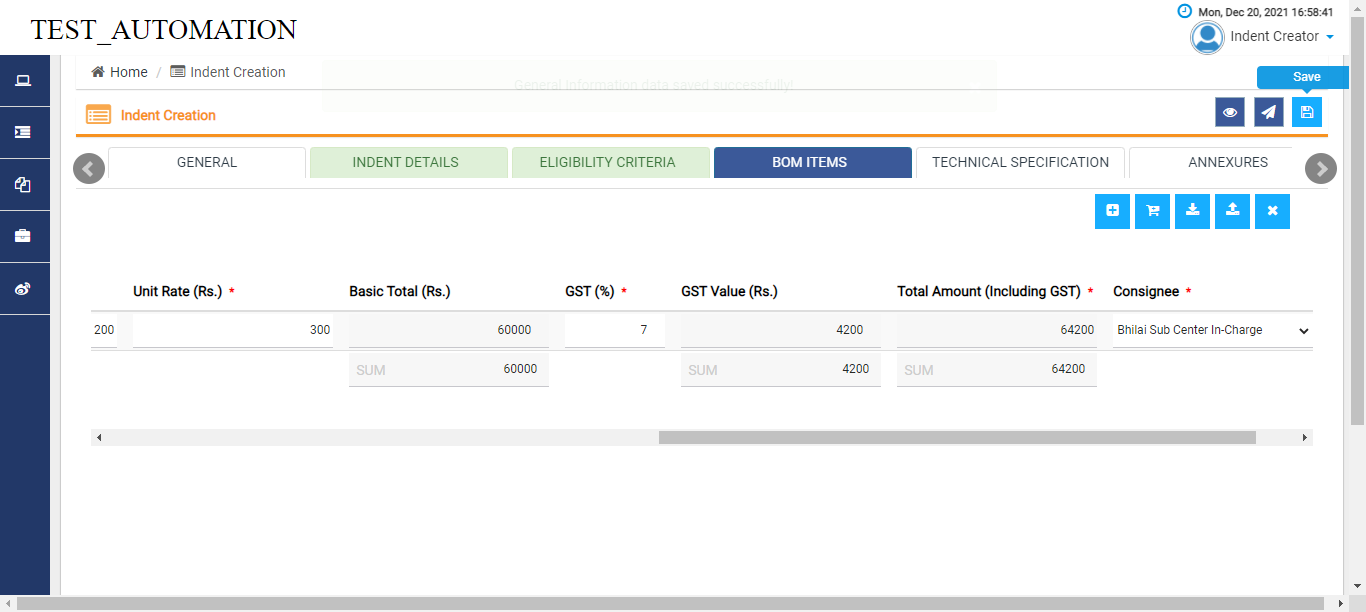 TEST_AUTOMATION
Mon, Dec 20, 2021 16:58:41
Indent Creator
Home / Indent Creation
General Information data saved successfully!
Save
Indent Creation
GENERAL
INDENT DETAILS
ELIGIBILITY CRITERIA
BOM ITEMS
TECHNICAL SPECIFICATION
ANNEXURES
Unit Rate (Rs.) * Basic Total (Rs.) GST (%) * GST Value (Rs.) Total Amount (Including GST) * Consignee *
200 300 60000 7 4200 64200 Bhilai Sub Center In-Charge
SUM 60000 SUM 4200 SUM 64200